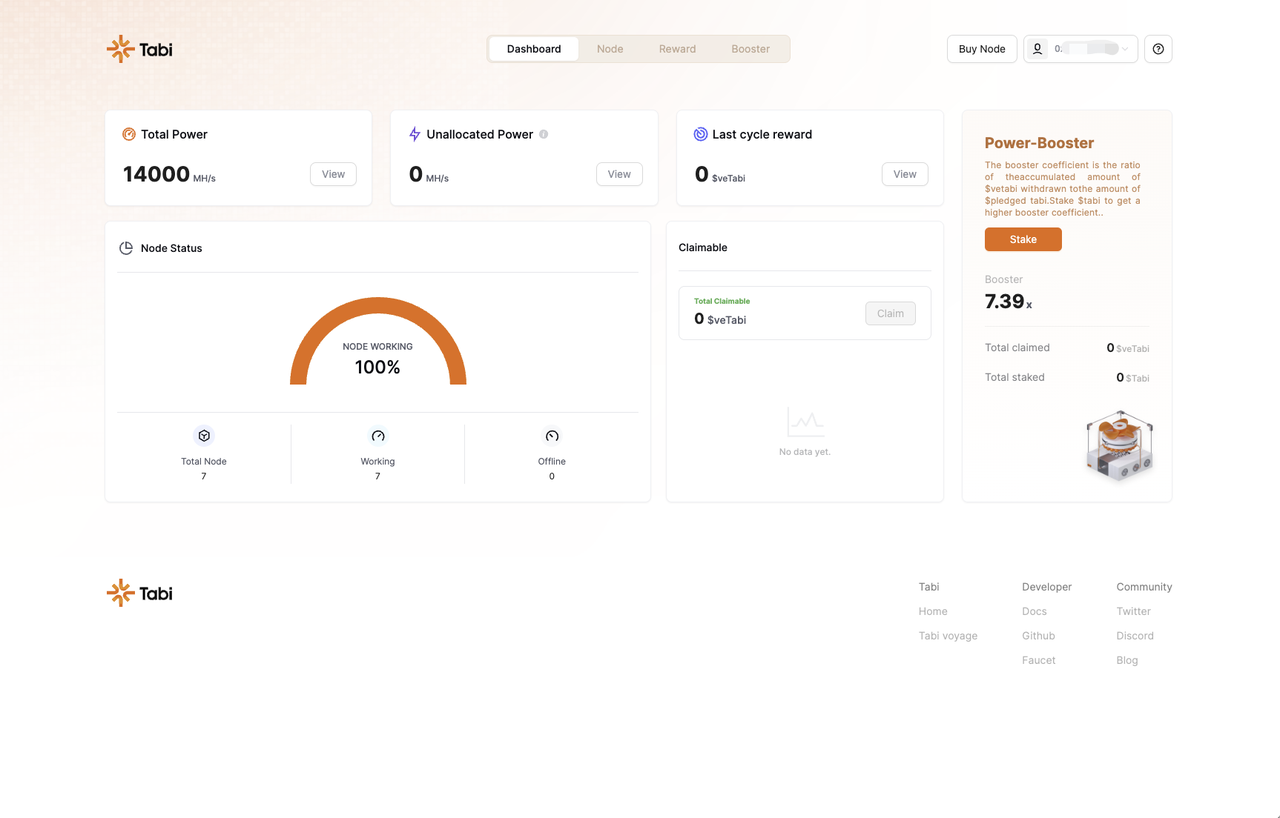 Tabi
Dashboard Node Reward Booster
Buy Node
Total Power
14000 MH/s
View
Unallocated Power
0 MH/s
View
Last cycle reward
0 $veTabi
View
Power-Booster
The booster coefficient is the ratio
of theaccumulated amount of
$vetabi withdrawn tothe amount of
$pledged tabi.Stake $tabi to get a
higher booster coefficient..
Stake
Booster
7.39 x
Total claimed 0 $veTabi
Total staked 0 $Tabi
Node Status
NODE WORKING
100%
Total Node
7
Working
7
Offline
0
Claimable
Total Claimable
0 $veTabi
Claim
No data yet.
Tabi
Tabi
Home
Tabi voyage
Developer
Docs
Github
Faucet
Community
Twitter
Discord
Blog